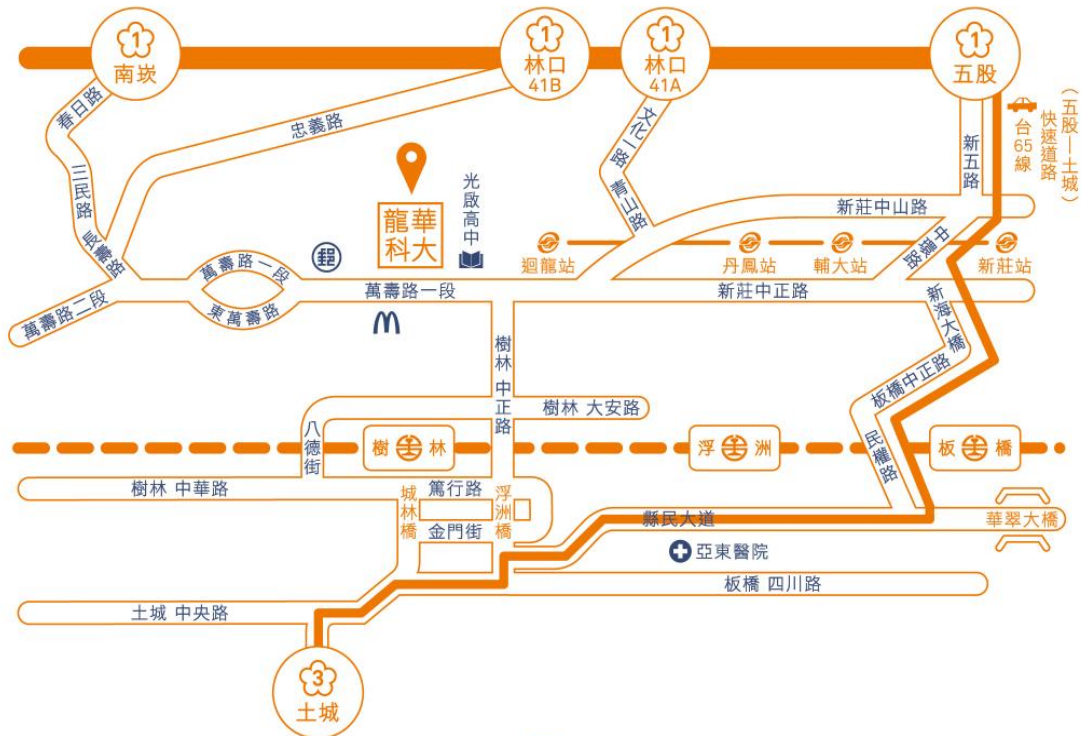 1
南崁
1
林口
41B
1
林口
41A
1
五股
春日路
忠義路
文化一路
青山路
新五路
台65線
快速道路
（五股—土城）
三民路
長壽路
龍華
科大
光啟高中
郵
新莊中山路
中興路
迴龍站
丹鳳站
輔大站
新莊站
萬壽路一段
東萬壽路
萬壽路二段
萬壽路一段
新莊中正路
新海大橋
樹林 中正路
板橋中正路
樹林 大安路
八德街
樹 林
浮 洲
板 橋
民權路
樹林 中華路
篤行路
城林橋
浮洲橋
金門街
縣民大道
華翠大橋
亞東醫院
板橋 四川路
土城 中央路
3
土城